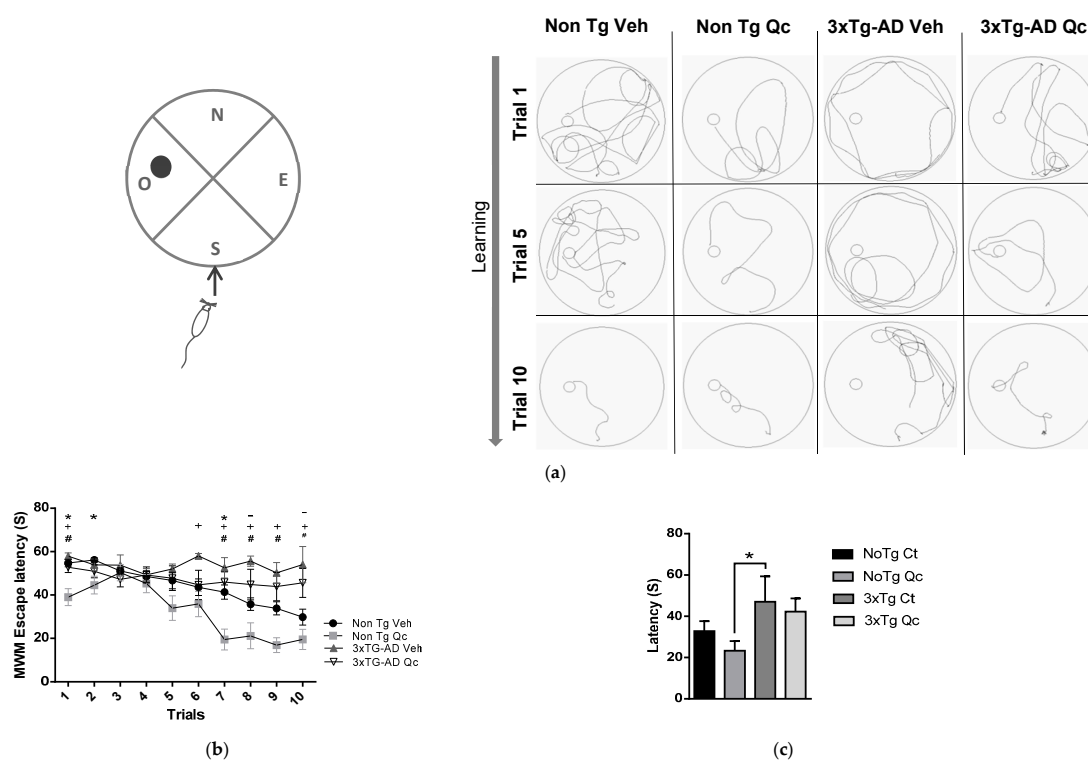 Non Tg Veh Non Tg Qc 3xTg-AD Veh 3xTg-AD Qc
N
O E
S
Learning
Trial 1
Trial 5
Trial 10
(a)
80
60
40
20
0
MWM Escape latency (S)
* * * – –
+ + + + + +
# # # # #
1 2 3 4 5 6 7 8 9 10
Trials
Non Tg Veh
Non Tg Qc
3xTG-AD Veh
3xTG-AD Qc
(b)
80
60
40
20
0
Latency (S)
*
NoTg Ct
NoTg Qc
3xTg Ct
3xTg Qc
(c)